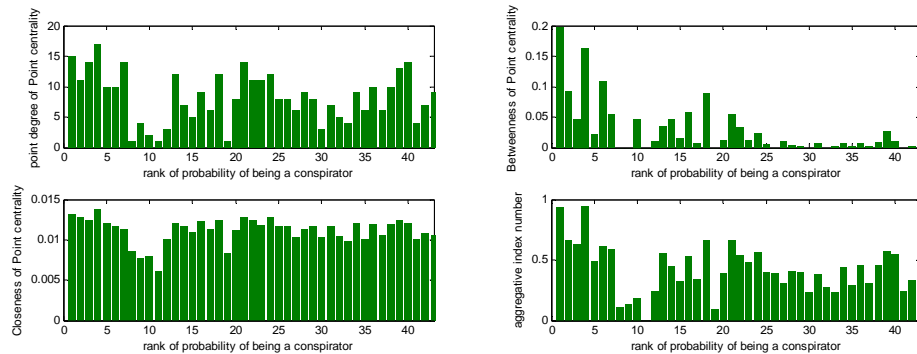 point degree of Point centrality
20
15
10
5
0
0 5 10 15 20 25 30 35 40
rank of probability of being a conspirator
Betweenness of Point centrality
0.2
0.15
0.1
0.05
0
0 5 10 15 20 25 30 35 40
rank of probability of being a conspirator
Closeness of Point centrality
0.015
0.01
0.005
0
0 5 10 15 20 25 30 35 40
rank of probability of being a conspirator
aggregative index number
1
0.5
0
0 5 10 15 20 25 30 35 40
rank of probability of being a conspirator